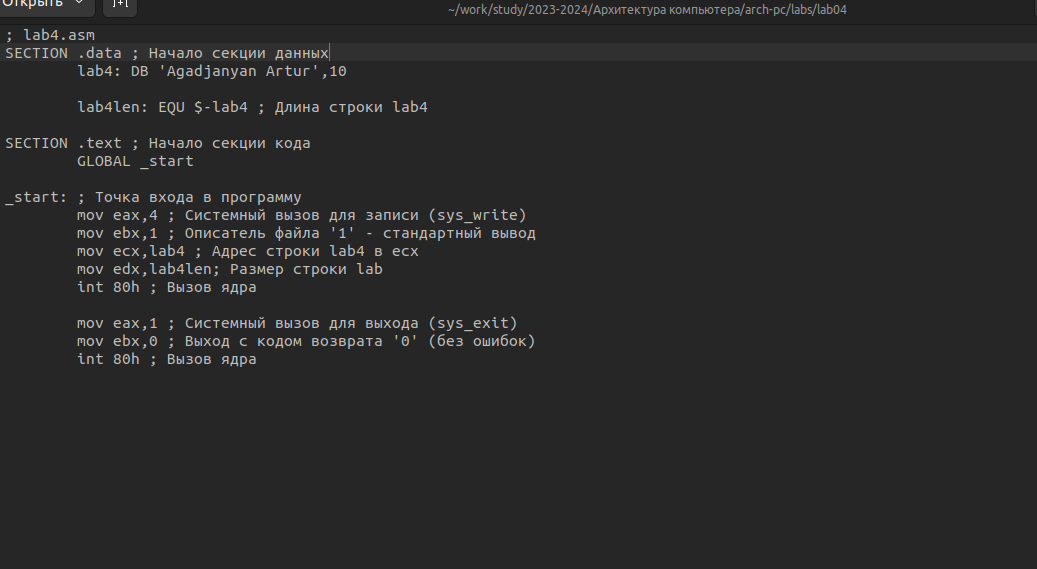 Открыть
~/work/study/2023-2024/Архитектура компьютера/arch-pc/labs/lab04
; lab4.asm
SECTION .data ; Начало секции данных
lab4: DB 'Agadjanyan Artur',10
lab4len: EQU $-lab4 ; Длина строки lab4
SECTION .text ; Начало секции кода
GLOBAL _start
_start: ; Точка входа в программу
mov eax,4 ; Системный вызов для записи (sys_write)
mov ebx,1 ; Описатель файла '1' - стандартный вывод
mov ecx,lab4 ; Адрес строки lab4 в ecx
mov edx,lab4len; Размер строки lab
int 80h ; Вызов ядра
mov eax,1 ; Системный вызов для выхода (sys_exit)
mov ebx,0 ; Выход с кодом возврата '0' (без ошибок)
int 80h ; Вызов ядра